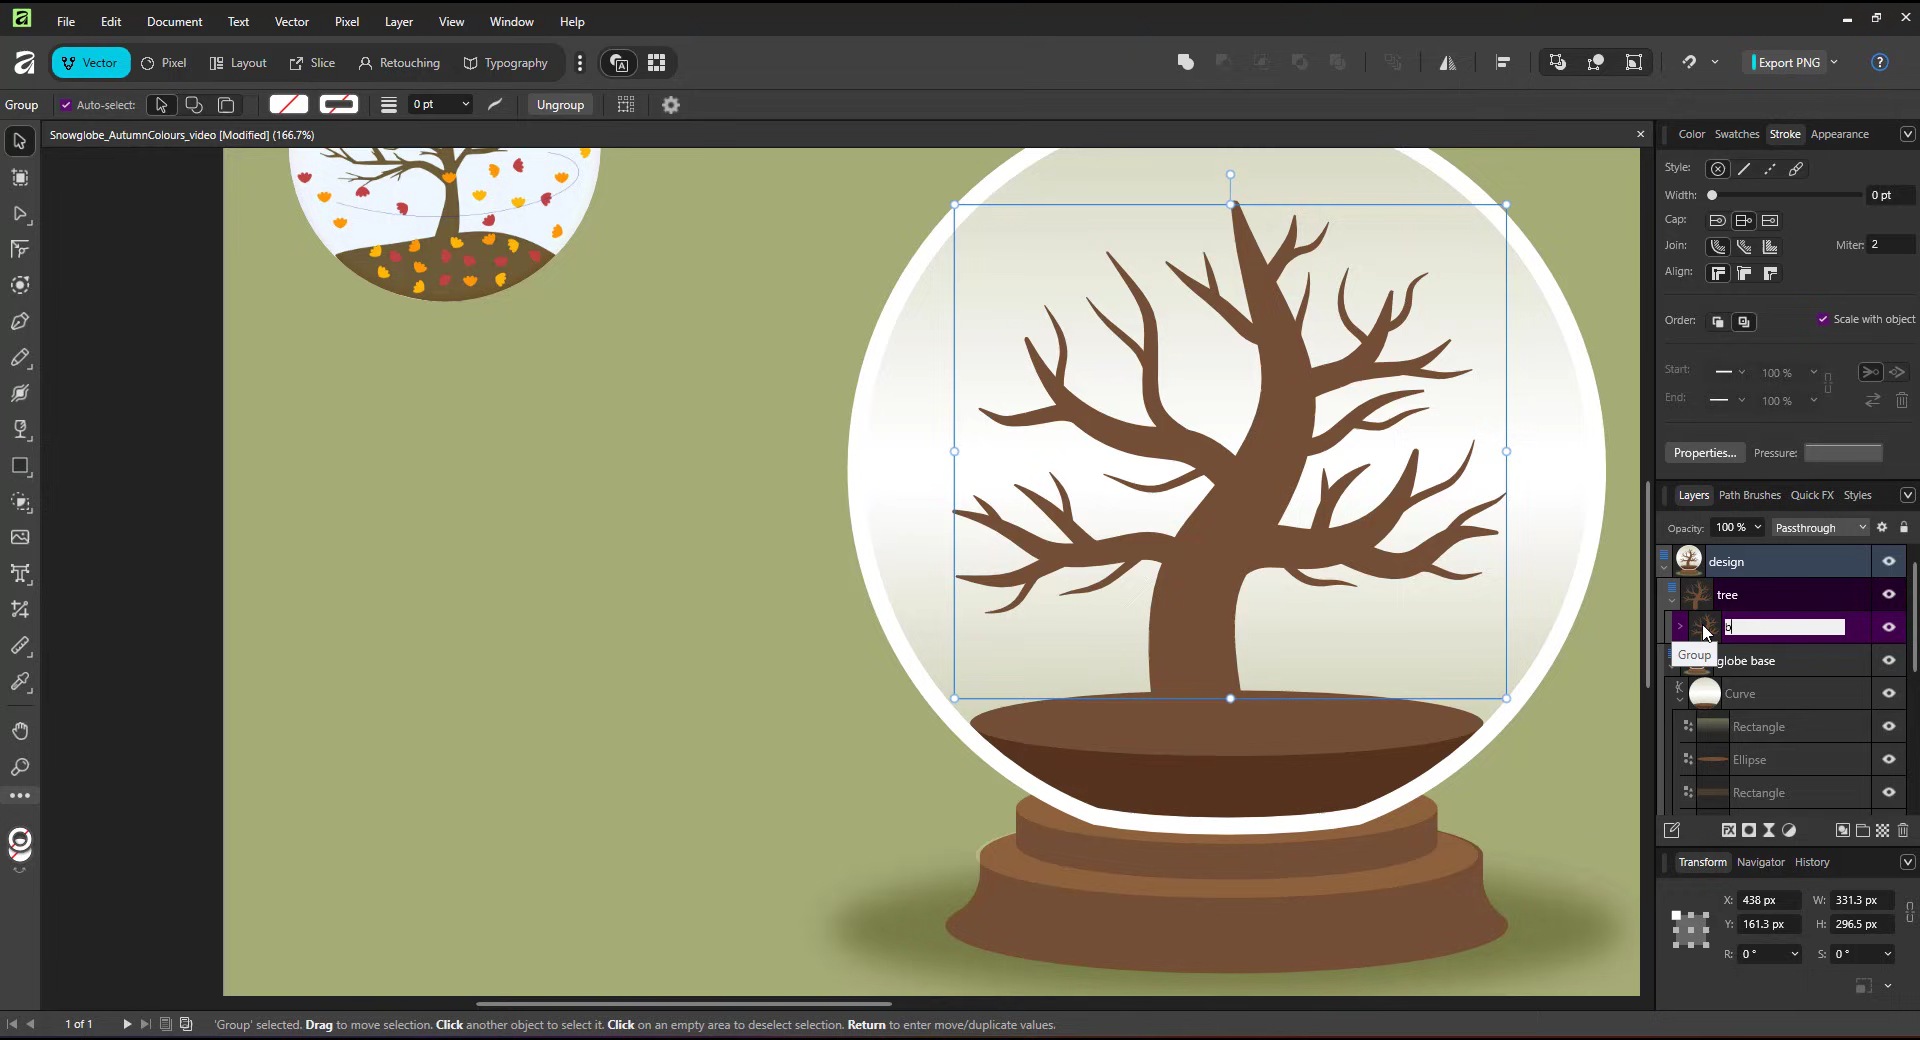 File Edit Document Text Vector Pixel Layer View Window Help
Vector Pixel Layout Slice Retouching Typography Export PNG
Group Auto-select: 0 pt Ungroup
Snowglobe_AutumnColours_video [Modified] (166.7%)
Color Swatches Stroke Appearance
Style:
Width: 0 pt
Cap:
Join: Miter: 2
Align:
Order: Scale with object
Start: 100 %
End: 100 %
Properties... Pressure:
Layers Path Brushes Quick FX Styles
Opacity: 100 % Passthrough
design
tree
b
Group
globe base
Curve
Rectangle
Ellipse
Rectangle
FX
Transform Navigator History
X: 438 px W: 331.3 px
Y: 161.3 px H: 296.5 px
R: 0 ° S: 0 °
1 of 1 'Group' selected. Drag to move selection. Click another object to select it. Click on an empty area to deselect selection. Return to enter move/duplicate values.